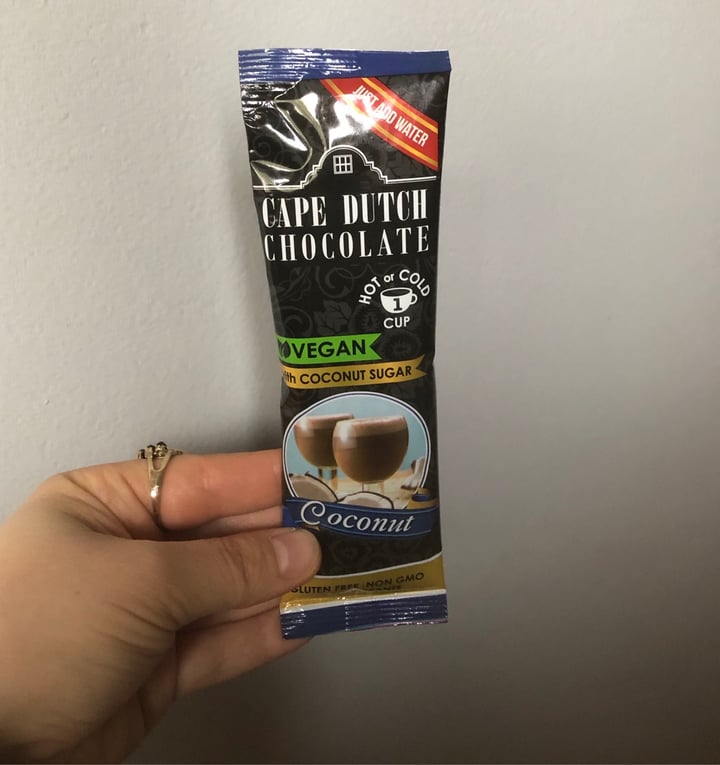 JUST ADD WATER
CAPE DUTCH
CHOCOLATE
HOT or COLD
1
CUP
VEGAN
COCONUT SUGAR
Coconut
GLUTEN FREE NON GMO